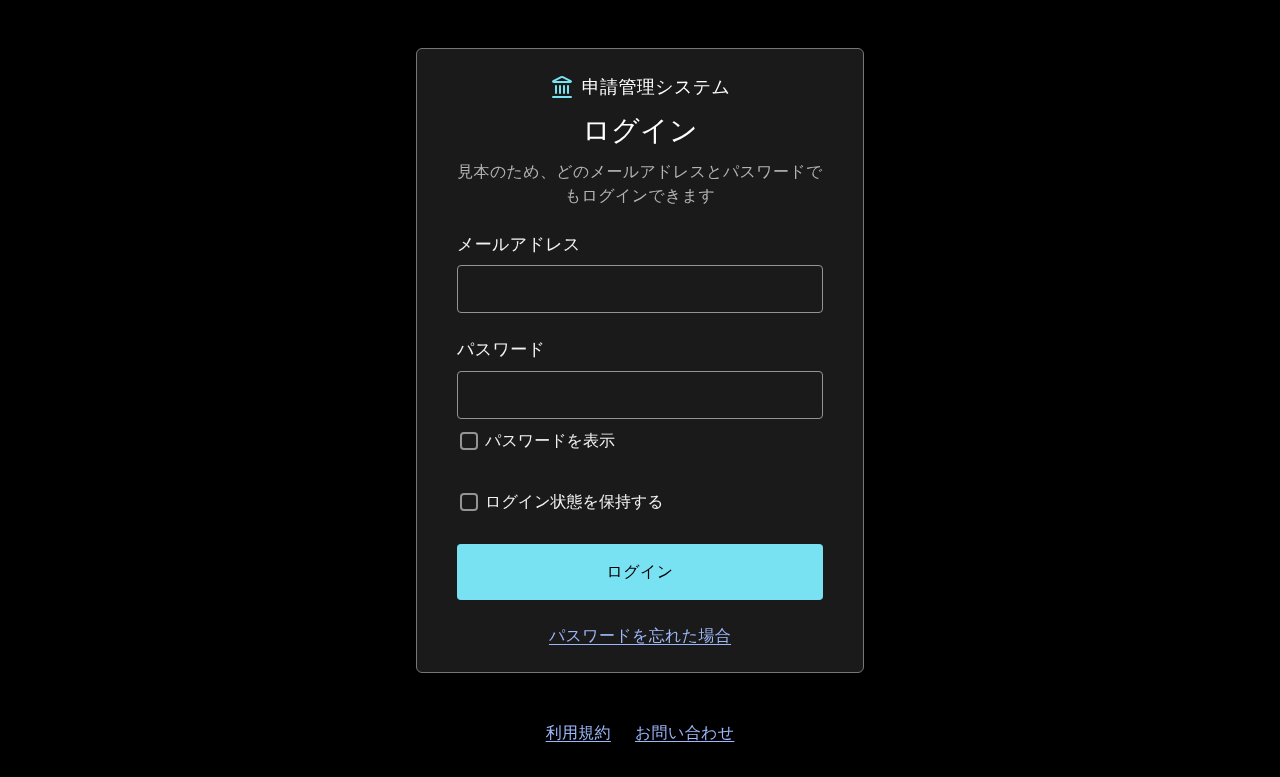 申請管理システム
ログイン
見本のため、どのメールアドレスとパスワードで
もログインできます
メールアドレス
パスワード
パスワードを表示
ログイン状態を保持する
ログイン
パスワードを忘れた場合
利用規約 お問い合わせ